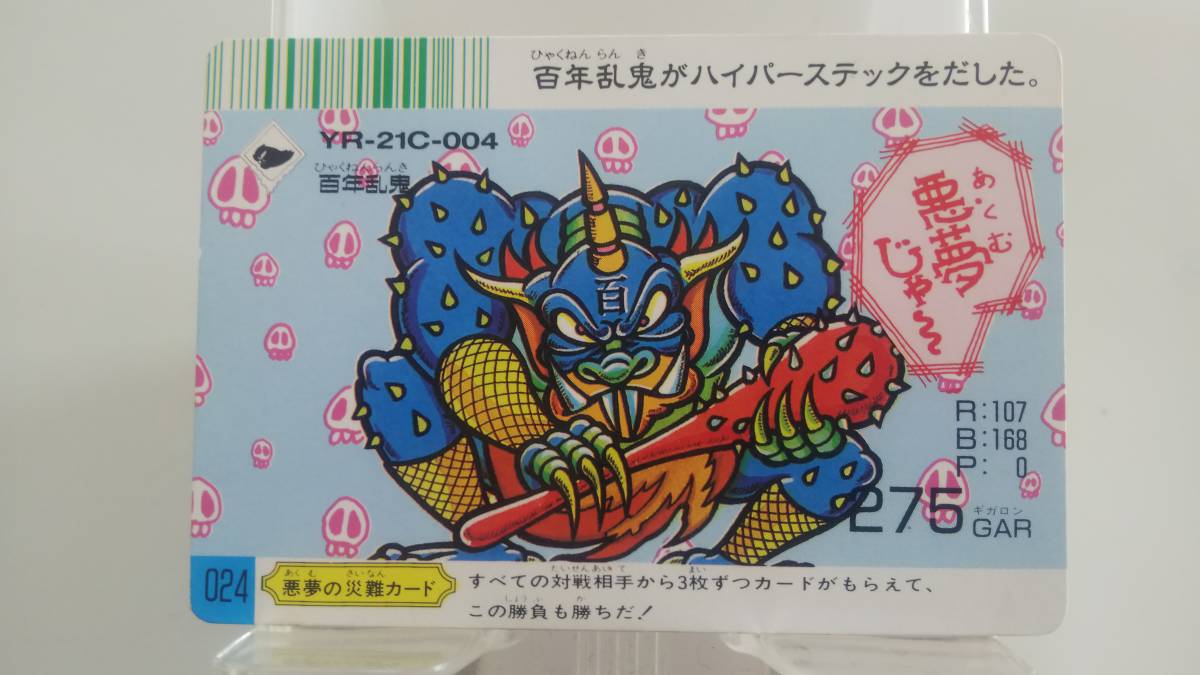 ひゃくねん らん き
百年乱鬼がハイパーステックをだした。
YR-21C-004
ひゃくねんらんき
百年乱鬼
あくむ
悪夢
じゃ〜〜
百
R:107
B:168
P: 0
ギガロン
275 GAR
024
あくむ さいなん
悪夢の災難カード
たいせんあいて まい
すべての対戦相手から3枚ずつカードがもらえて、
しょうぶ か
この勝負も勝ちだ!